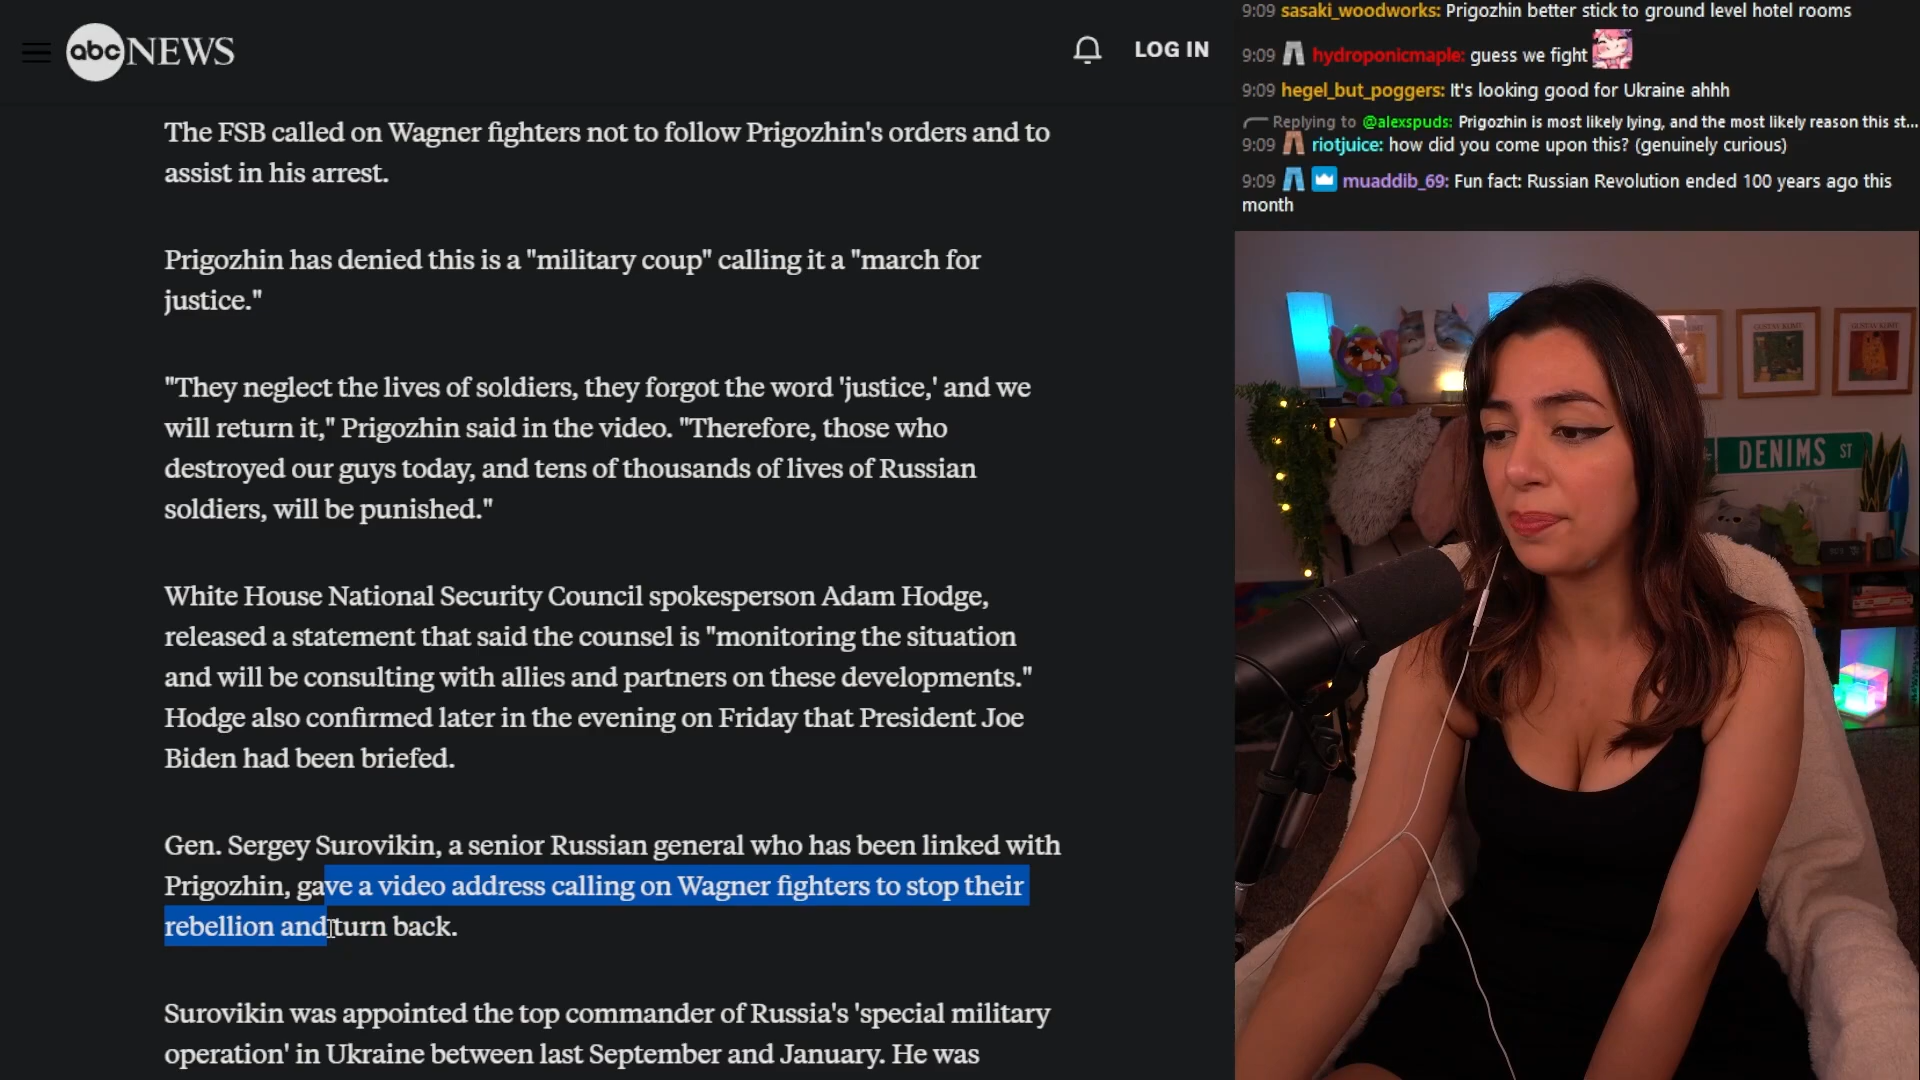 abc NEWS
LOG IN
The FSB called on Wagner fighters not to follow Prigozhin's orders and to
assist in his arrest.
Prigozhin has denied this is a "military coup" calling it a "march for
justice."
"They neglect the lives of soldiers, they forgot the word 'justice,' and we
will return it," Prigozhin said in the video. "Therefore, those who
destroyed our guys today, and tens of thousands of lives of Russian
soldiers, will be punished."
White House National Security Council spokesperson Adam Hodge,
released a statement that said the counsel is "monitoring the situation
and will be consulting with allies and partners on these developments."
Hodge also confirmed later in the evening on Friday that President Joe
Biden had been briefed.
Gen. Sergey Surovikin, a senior Russian general who has been linked with
Prigozhin, gave a video address calling on Wagner fighters to stop their
rebellion and turn back.
Surovikin was appointed the top commander of Russia's 'special military
operation' in Ukraine between last September and January. He was
9:09 sasaki_woodworks: Prigozhin better stick to ground level hotel rooms
9:09 hydroponicmaple: guess we fight
9:09 hegel_but_poggers: It's looking good for Ukraine ahhh
Replying to @alexspuds: Prigozhin is most likely lying, and the most likely reason this st...
9:09 riotjuice: how did you come upon this? (genuinely curious)
9:09 muaddib_69: Fun fact: Russian Revolution ended 100 years ago this
month
GUSTAV KLIMT
GUSTAV KLIMT
DENIMS ST